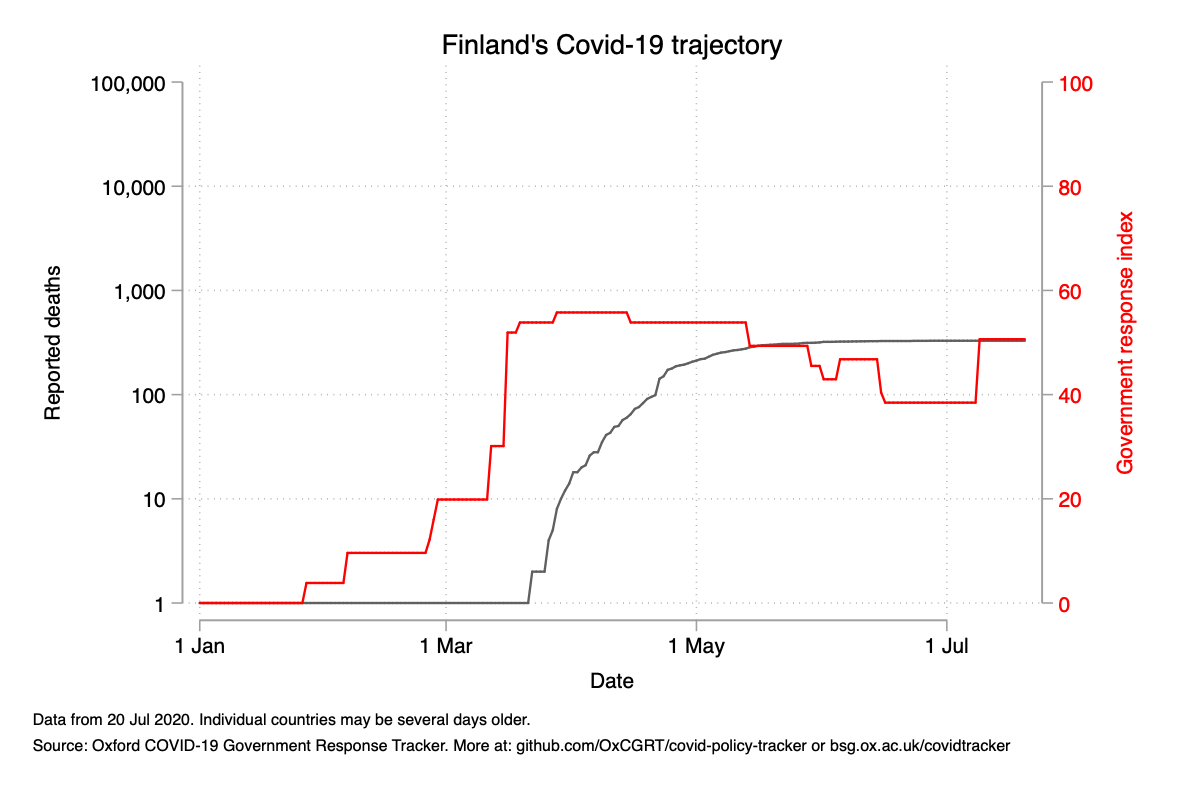 Finland's Covid-19 trajectory
100,000
10,000
1,000
100
10
1
Reported deaths
100
80
60
40
20
0
Government response index
1 Jan
1 Mar
1 May
1 Jul
Date
Data from 20 Jul 2020. Individual countries may be several days older.
Source: Oxford COVID-19 Government Response Tracker. More at: github.com/OxCGRT/covid-policy-tracker or bsg.ox.ac.uk/covidtracker